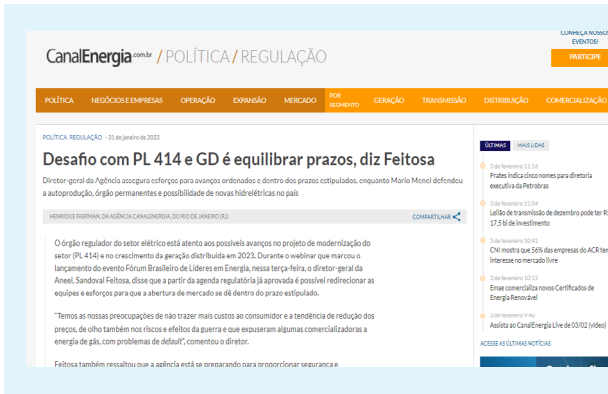 CONHEÇA NOSSOS
EVENTOS!
PARTICIPE
CanalEnergia.com.br / POLÍTICA / REGULAÇÃO
POLÍTICA NEGÓCIOS E EMPRESAS OPERAÇÃO EXPANSÃO MERCADO POR SEGMENTO GERAÇÃO TRANSMISSÃO DISTRIBUIÇÃO COMERCIALIZAÇÃO
POLÍTICA REGULAÇÃO - 31 de janeiro de 2023
Desafio com PL 414 e GD é equilibrar prazos, diz Feitosa
Diretor-geral da Agência assegura esforços para avanços ordenados e dentro dos prazos estipulados, enquanto Mario Menel defendeu
a autoprodução, órgão permanentes e possibilidade de novas hidrelétricas no país
HENRIQUE FAERMAN, DA AGÊNCIA CANALENERGIA, DO RIO DE JANEIRO (RJ)
COMPARTILHAR
O órgão regulador do setor elétrico está atento aos possíveis avanços no projeto de modernização do
setor (PL 414) e no crescimento da geração distribuída em 2023. Durante o webinar que marcou o
lançamento do evento Fórum Brasileiro de Líderes em Energia, nessa terça-feira, o diretor-geral da
Aneel, Sandoval Feitosa, disse que a partir da agenda regulatória já aprovada é possível redirecionar as
equipes e esforços para que a abertura de mercado se dê dentro do prazo estipulado.
"Temos as nossas preocupações de não trazer mais custos ao consumidor e a tendência de redução dos
preços, de olho também nos riscos e efeitos da guerra e que expuseram algumas comercializadoras a
energia de gás, com problemas de default", comentou o diretor.
Feitosa também ressaltou que a agência está se preparando para proporcionar segurança e
ÚLTIMAS MAIS LIDAS
3 de fevereiro 11:16
Prates indica cinco nomes para diretoria
executiva da Petrobras
3 de fevereiro 11:04
Leilão de transmissão de dezembro pode ter R$
17,5 bi de investimento
3 de fevereiro 10:41
CNI mostra que 56% das empresas do ACR tem
interesse no mercado livre
3 de fevereiro 10:15
Emae comercializa novos Certificados de
Energia Renovável
3 de fevereiro 9:40
Assista ao CanalEnergia Live de 03/02 (vídeo)
ACESSE AS ÚLTIMAS NOTÍCIAS